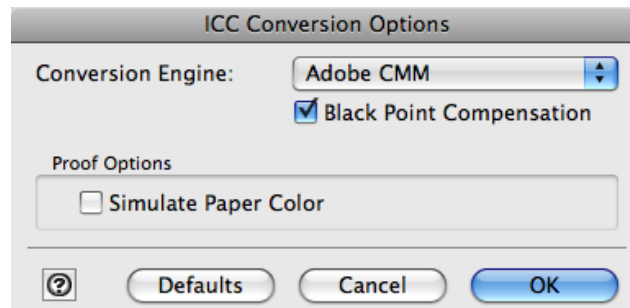 ICC Conversion Options
Conversion Engine: Adobe CMM
Black Point Compensation
Proof Options
Simulate Paper Color
? Defaults Cancel OK